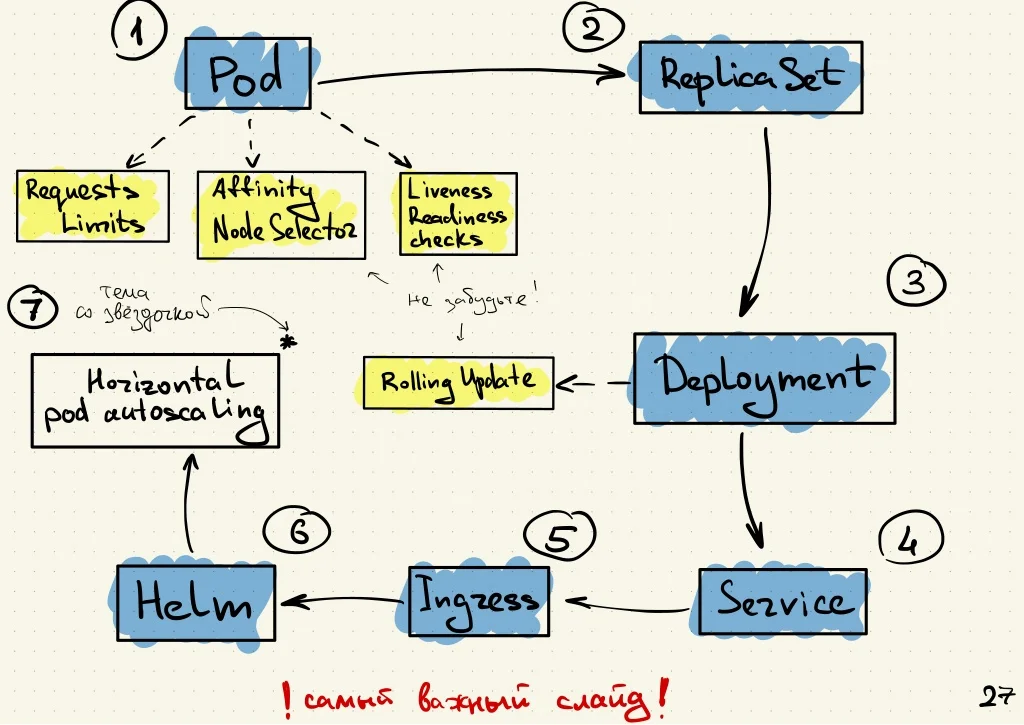 1
Pod
2
ReplicaSet
Requests
Limits
Affinity
Node Selector
Liveness
Readiness
checks
не забудьте!
3
Deployment
Rolling Update
4
Service
5
Ingress
6
Helm
7
тема
со звёздочкой
*
Horizontal
pod autoscaling
! самый важный слайд!
27